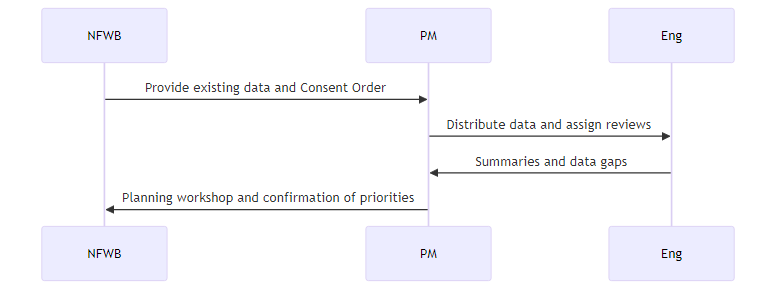 NFWB
PM
Eng
Provide existing data and Consent Order
Distribute data and assign reviews
Summaries and data gaps
Planning workshop and confirmation of priorities
NFWB
PM
Eng